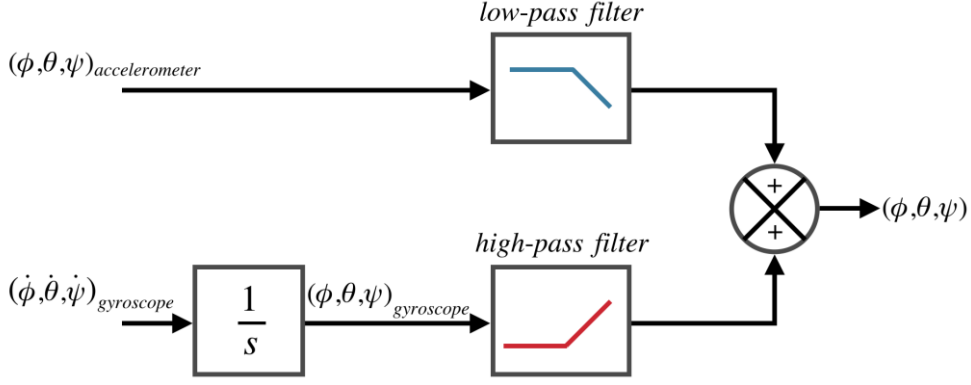 low-pass filter
(ϕ,θ,ψ)accelerometer
+
+
(ϕ,θ,ψ)
high-pass filter
(ϕ̇,θ̇,ψ̇)gyroscope
1
s
(ϕ,θ,ψ)gyroscope